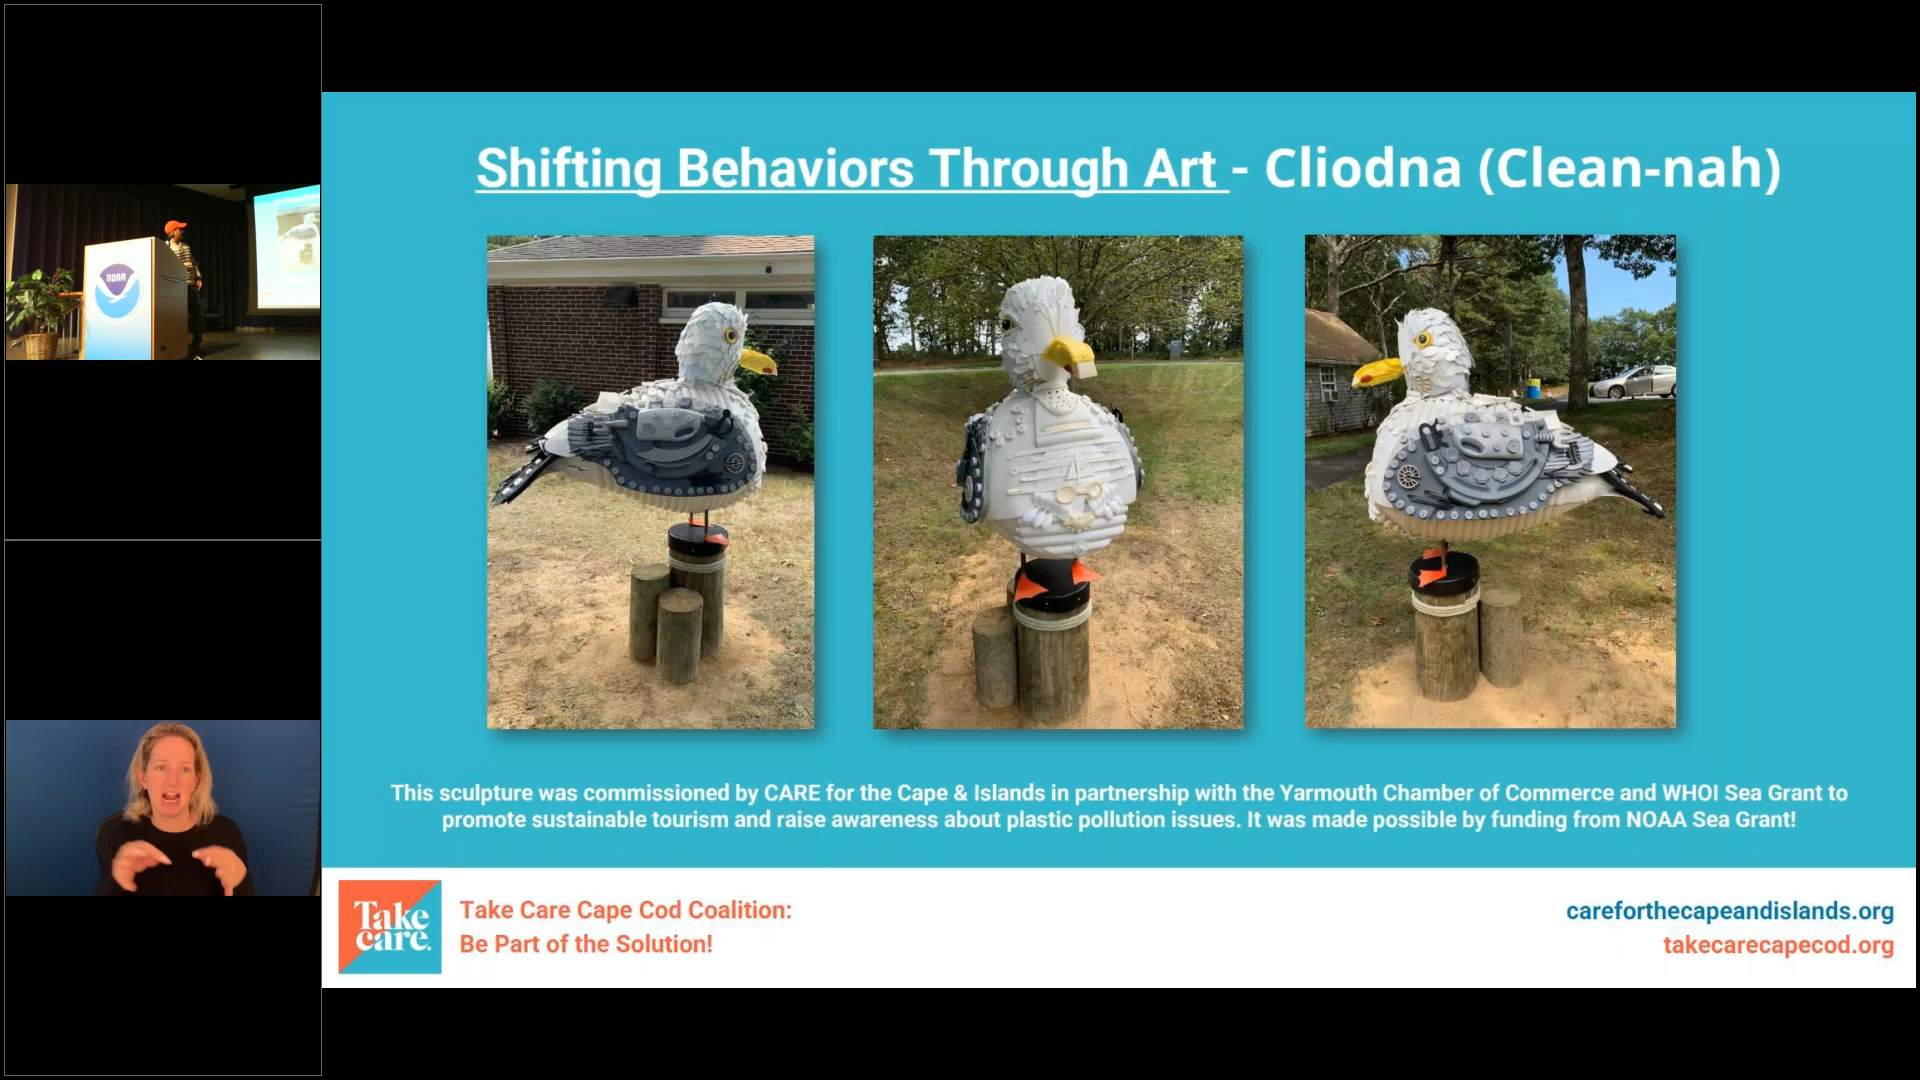 NOAA
Shifting Behaviors Through Art - Cliodna (Clean-nah)
This sculpture was commissioned by CARE for the Cape & Islands in partnership with the Yarmouth Chamber of Commerce and WHOI Sea Grant to
promote sustainable tourism and raise awareness about plastic pollution issues. It was made possible by funding from NOAA Sea Grant!
Take
care.
Take Care Cape Cod Coalition:
Be Part of the Solution!
careforthecapeandislands.org
takecarecapecod.org